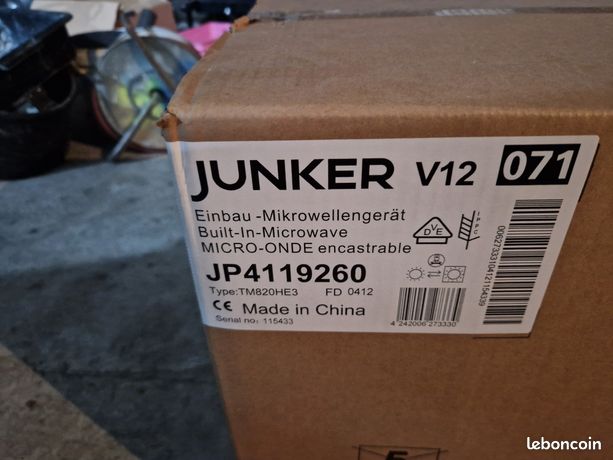 JUNKER V12 071
Einbau -Mikrowellengerät
Built-In-Microwave
MICRO-ONDE encastrable
JP4119260
Type:TM820HE3 FD 0412
CE Made in China
Serial no: 115433
DVE
4 242006 273330
leboncoin